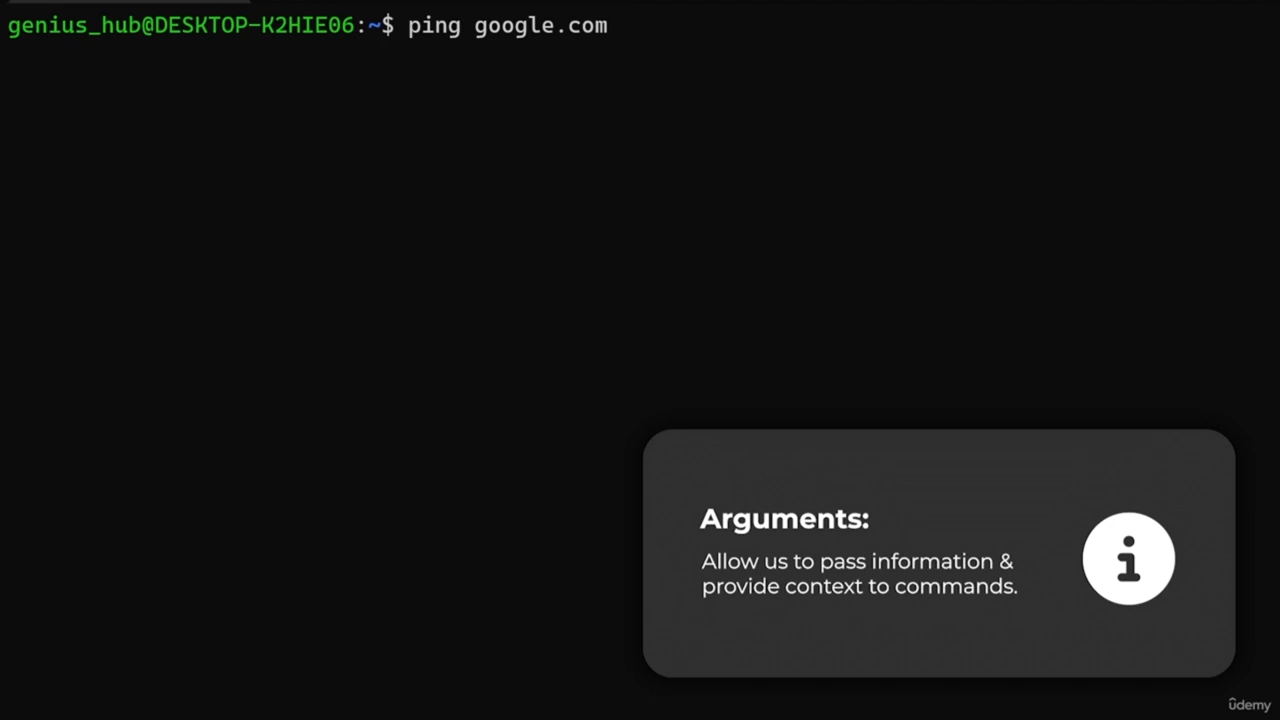 genius_hub@DESKTOP-K2HIE06:~$ ping google.com
Arguments:
Allow us to pass information &
provide context to commands.
i
ûdemy